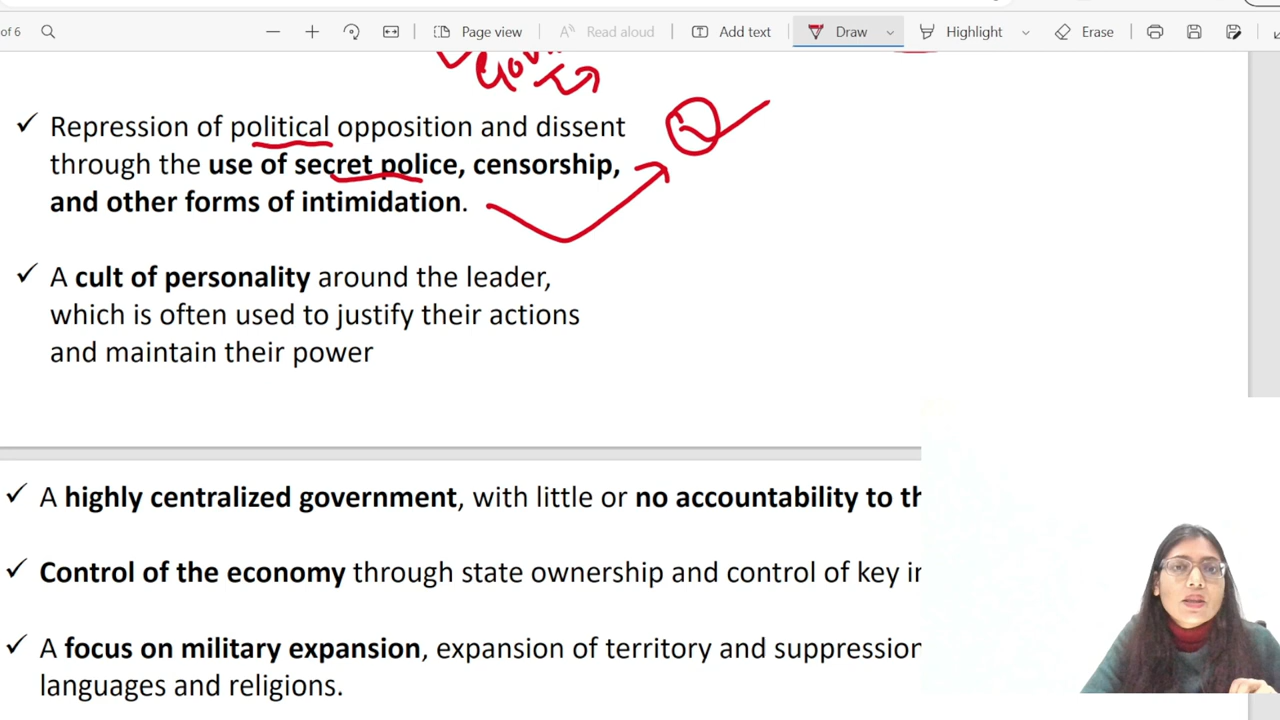 of 6
Page view
Read aloud
Add text
Draw
Highlight
Erase
✓ Repression of political opposition and dissent
through the use of secret police, censorship,
and other forms of intimidation.
✓ A cult of personality around the leader,
which is often used to justify their actions
and maintain their power
✓ A highly centralized government, with little or no accountability to th
✓ Control of the economy through state ownership and control of key in
✓ A focus on military expansion, expansion of territory and suppression
languages and religions.